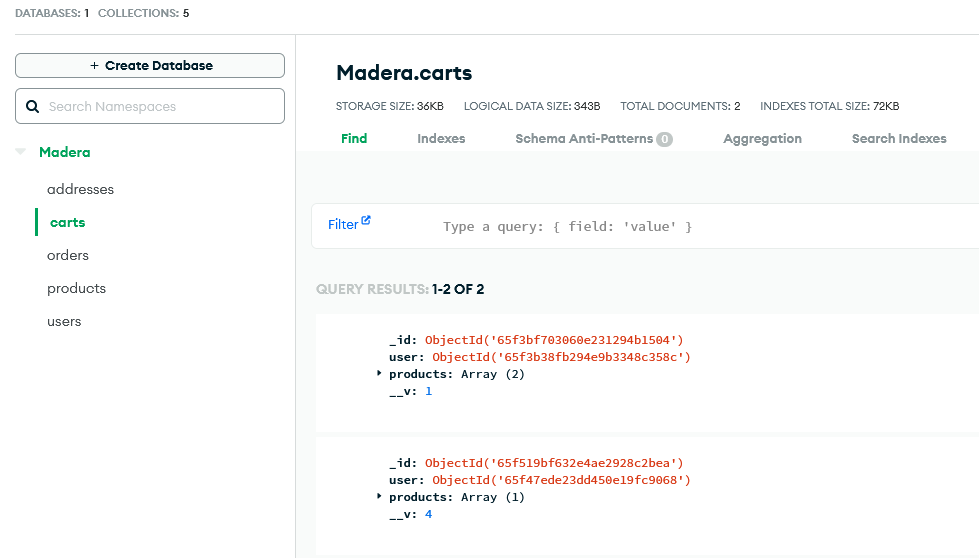 DATABASES: 1 COLLECTIONS: 5
+ Create Database
Search Namespaces
Madera
addresses
carts
orders
products
users
Madera.carts
STORAGE SIZE: 36KB LOGICAL DATA SIZE: 343B TOTAL DOCUMENTS: 2 INDEXES TOTAL SIZE: 72KB
Find Indexes Schema Anti-Patterns 0 Aggregation Search Indexes
Filter Type a query: { field: 'value' }
QUERY RESULTS: 1-2 OF 2
_id: ObjectId('65f3bf703060e231294b1504')
user: ObjectId('65f3b38fb294e9b3348c358c')
products: Array (2)
__v: 1
_id: ObjectId('65f519bf632e4ae2928c2bea')
user: ObjectId('65f47ede23dd450e19fc9068')
products: Array (1)
__v: 4